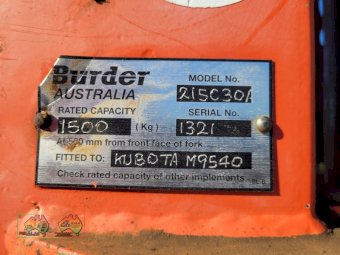 Burder
AUSTRALIA
MODEL No.
215C30A
RATED CAPACITY
1500 (Kg)
SERIAL No.
1321
At 500 mm from front face of fork
FITTED TO: KUBOTA M9540
Check rated capacity of other implements